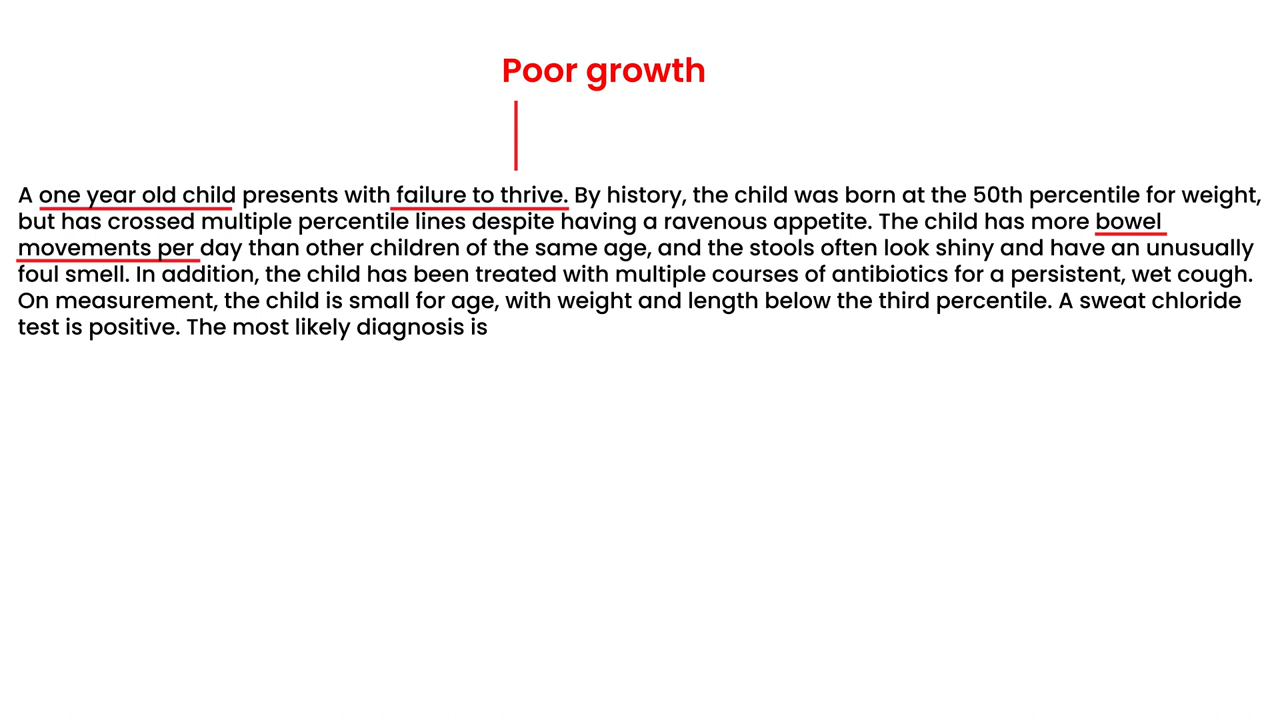 Poor growth
A one year old child presents with failure to thrive. By history, the child was born at the 50th percentile for weight,
but has crossed multiple percentile lines despite having a ravenous appetite. The child has more bowel
movements per day than other children of the same age, and the stools often look shiny and have an unusually
foul smell. In addition, the child has been treated with multiple courses of antibiotics for a persistent, wet cough.
On measurement, the child is small for age, with weight and length below the third percentile. A sweat chloride
test is positive. The most likely diagnosis is